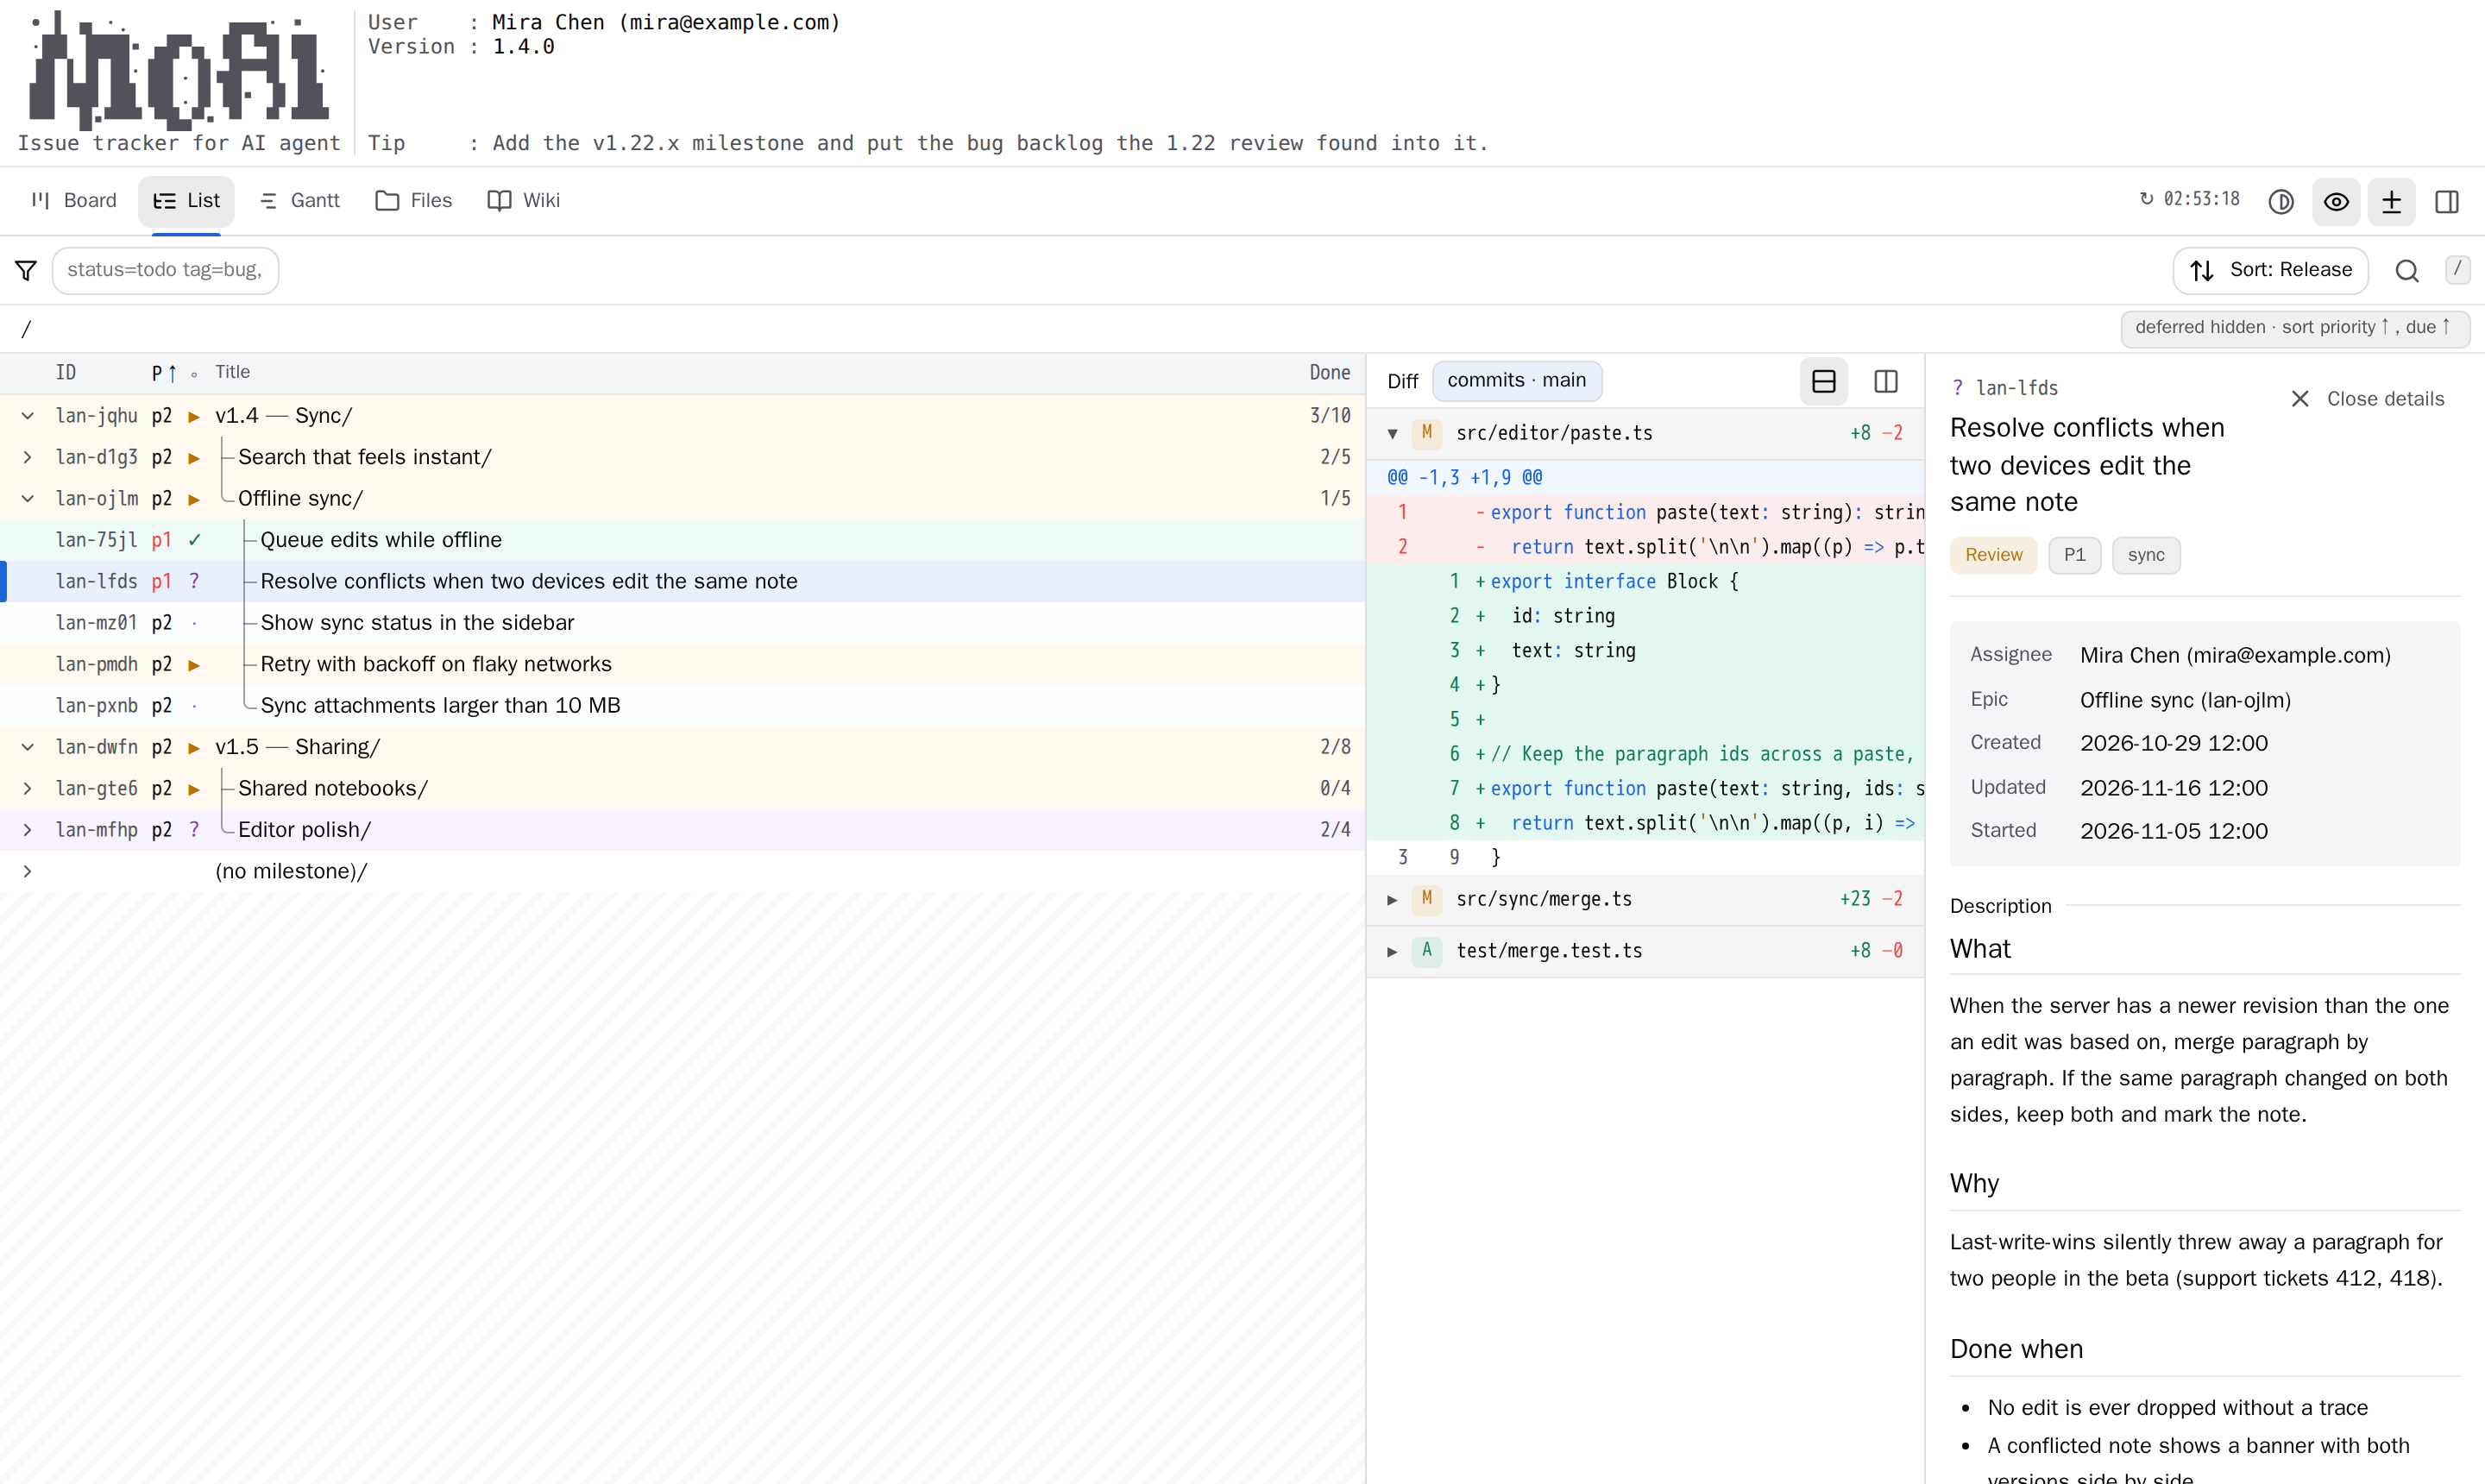 MOAI
Issue tracker for AI agent
User : Mira Chen (mira@example.com)
Version : 1.4.0
Tip : Add the v1.22.x milestone and put the bug backlog the 1.22 review found into it.
Board List Gantt Files Wiki
↻ 02:53:18
status=todo tag=bug,
Sort: Release /
/
deferred hidden · sort priority ↑, due ↑
ID P↑ ◦ Title Done
lan-jqhu p2 ▶ v1.4 — Sync/ 3/10
lan-d1g3 p2 ▶ Search that feels instant/ 2/5
lan-ojlm p2 ▶ Offline sync/ 1/5
lan-75jl p1 ✓ Queue edits while offline
lan-lfds p1 ? Resolve conflicts when two devices edit the same note
lan-mz01 p2 · Show sync status in the sidebar
lan-pmdh p2 ▶ Retry with backoff on flaky networks
lan-pxnb p2 · Sync attachments larger than 10 MB
lan-dwfn p2 ▶ v1.5 — Sharing/ 2/8
lan-gte6 p2 ▶ Shared notebooks/ 0/4
lan-mfhp p2 ? Editor polish/ 2/4
(no milestone)/
Diff commits · main
▼ M src/editor/paste.ts +8 −2
@@ -1,3 +1,9 @@
1 -export function paste(text: string): strin
2 - return text.split('\n\n').map((p) => p.t
1 +export interface Block {
2 + id: string
3 + text: string
4 +}
5 +
6 +// Keep the paragraph ids across a paste,
7 +export function paste(text: string, ids: s
8 + return text.split('\n\n').map((p, i) =>
3 9 }
▶ M src/sync/merge.ts +23 −2
▶ A test/merge.test.ts +8 −0
? lan-lfds
Close details
Resolve conflicts when
two devices edit the
same note
Review P1 sync
Assignee Mira Chen (mira@example.com)
Epic Offline sync (lan-ojlm)
Created 2026-10-29 12:00
Updated 2026-11-16 12:00
Started 2026-11-05 12:00
Description
What
When the server has a newer revision than the one
an edit was based on, merge paragraph by
paragraph. If the same paragraph changed on both
sides, keep both and mark the note.
Why
Last-write-wins silently threw away a paragraph for
two people in the beta (support tickets 412, 418).
Done when
• No edit is ever dropped without a trace
• A conflicted note shows a banner with both
versions side by side